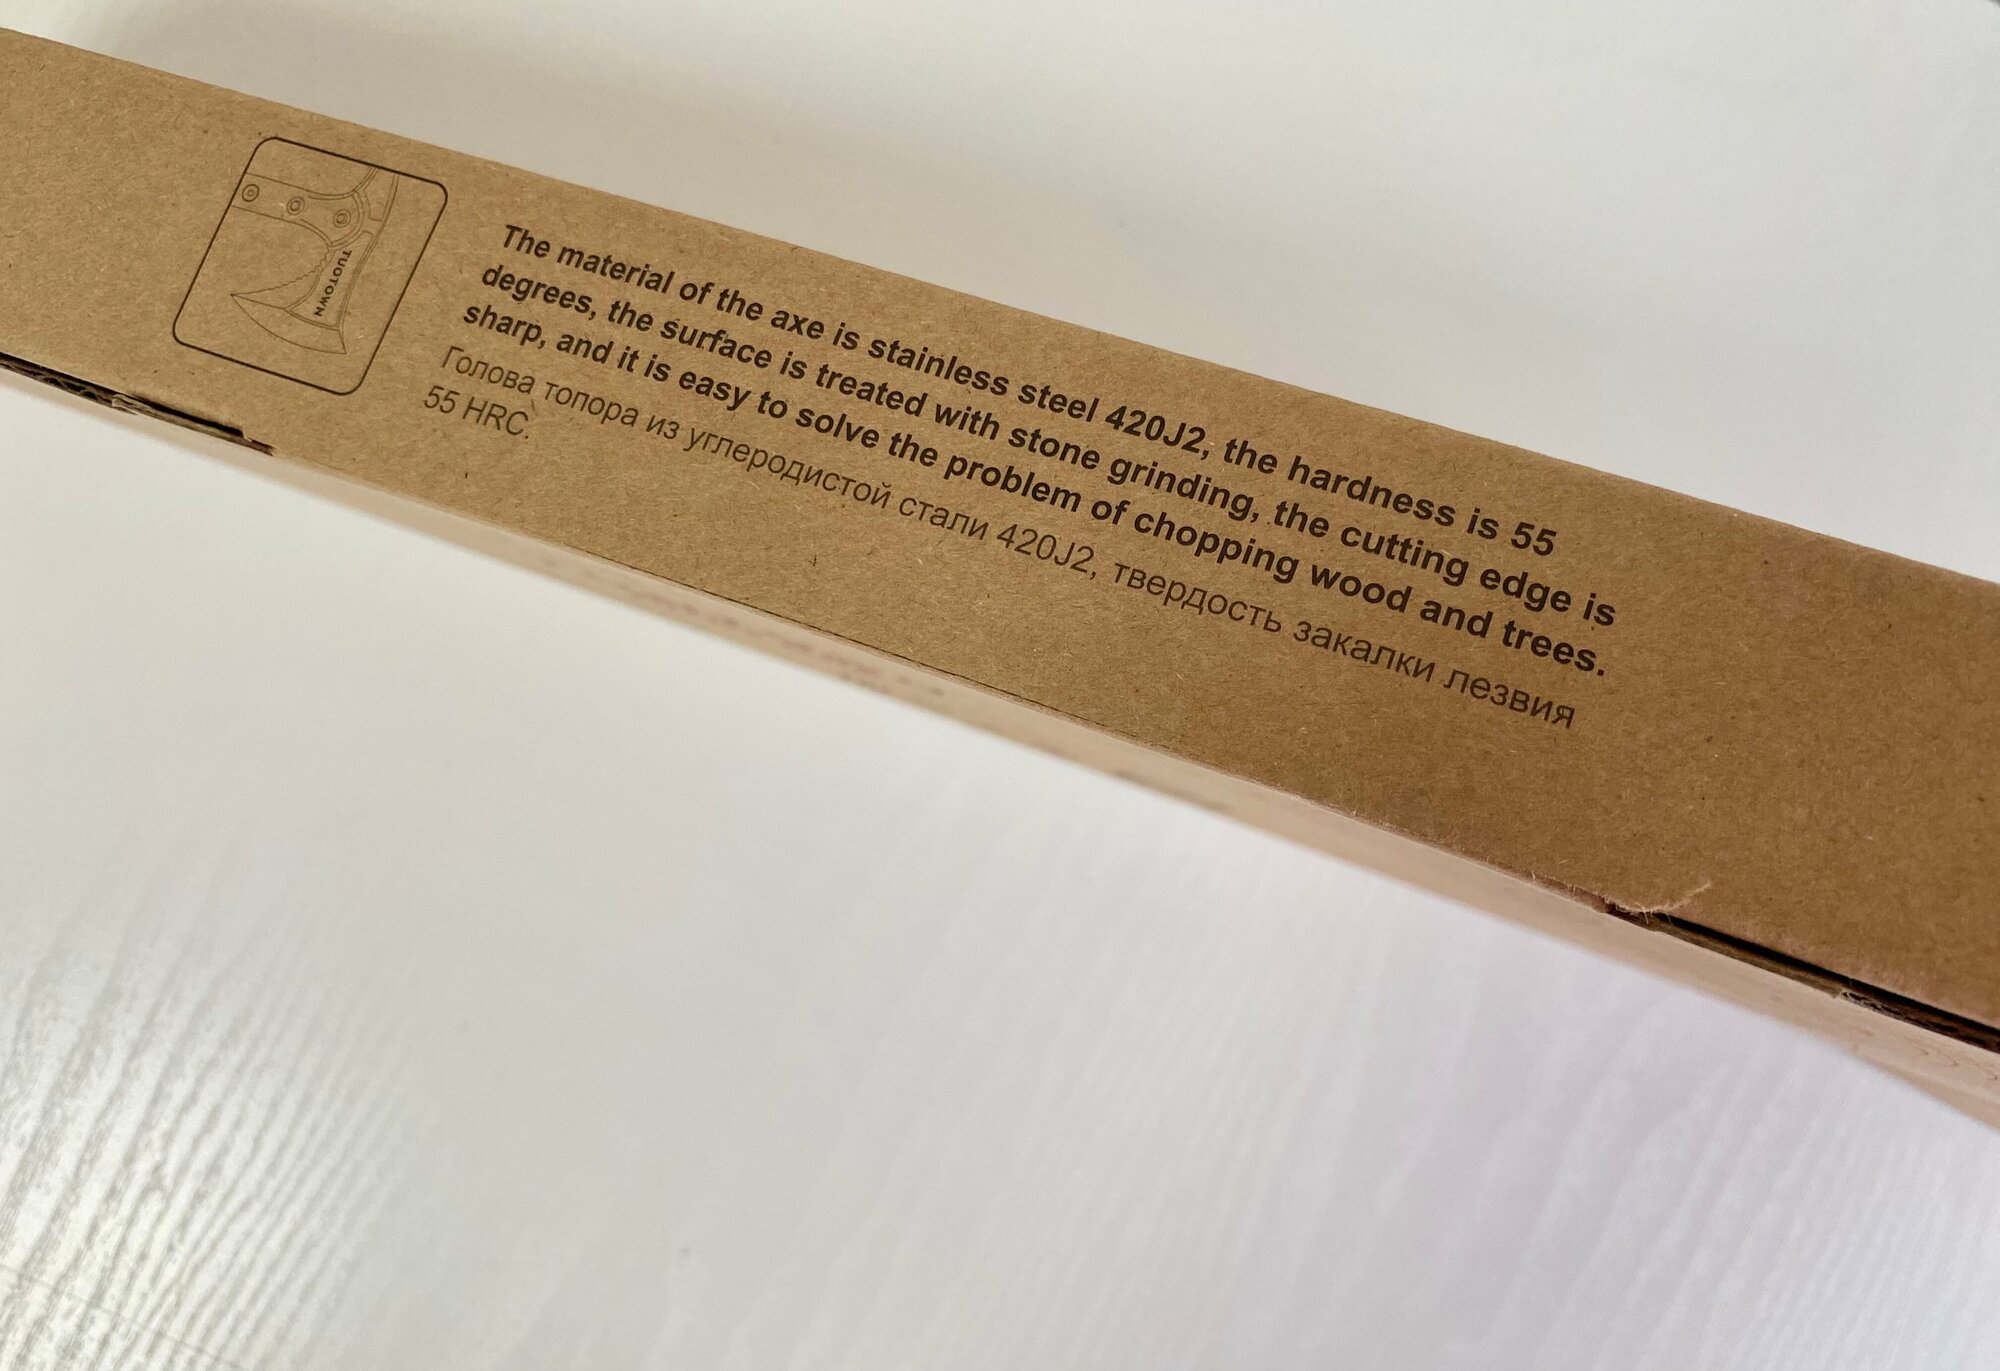 TUOTOWN
The material of the axe is stainless steel 420J2, the hardness is 55
degrees, the surface is treated with stone grinding, the cutting edge is
sharp, and it is easy to solve the problem of chopping wood and trees.
Голова топора из углеродистой стали 420J2, твердость закалки лезвия
55 HRC.